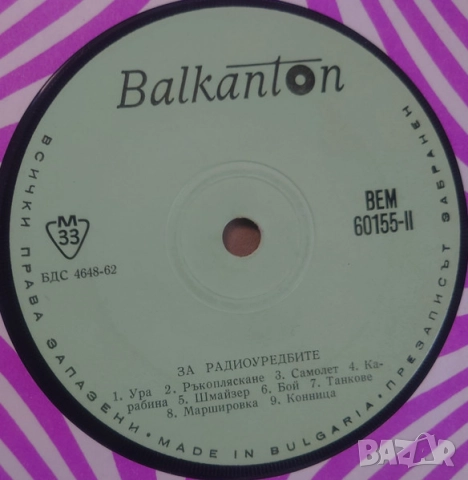 Balkanton
ВСИЧКИ ПРАВА ЗАПАЗЕНИ • MADE IN BULGARIA • ПРЕЗАПИСЪТ ЗАБРАНЕН
M
33
БДС 4648-62
ВЕМ
60155-II
ЗА РАДИОУРЕДБИТЕ
1. Ура 2. Ръкопляскане 3. Самолет 4. Ка-
рабина 5. Шмайзер 6. Бой 7. Танкове
8. Маршировка 9. Конница
BAZAR